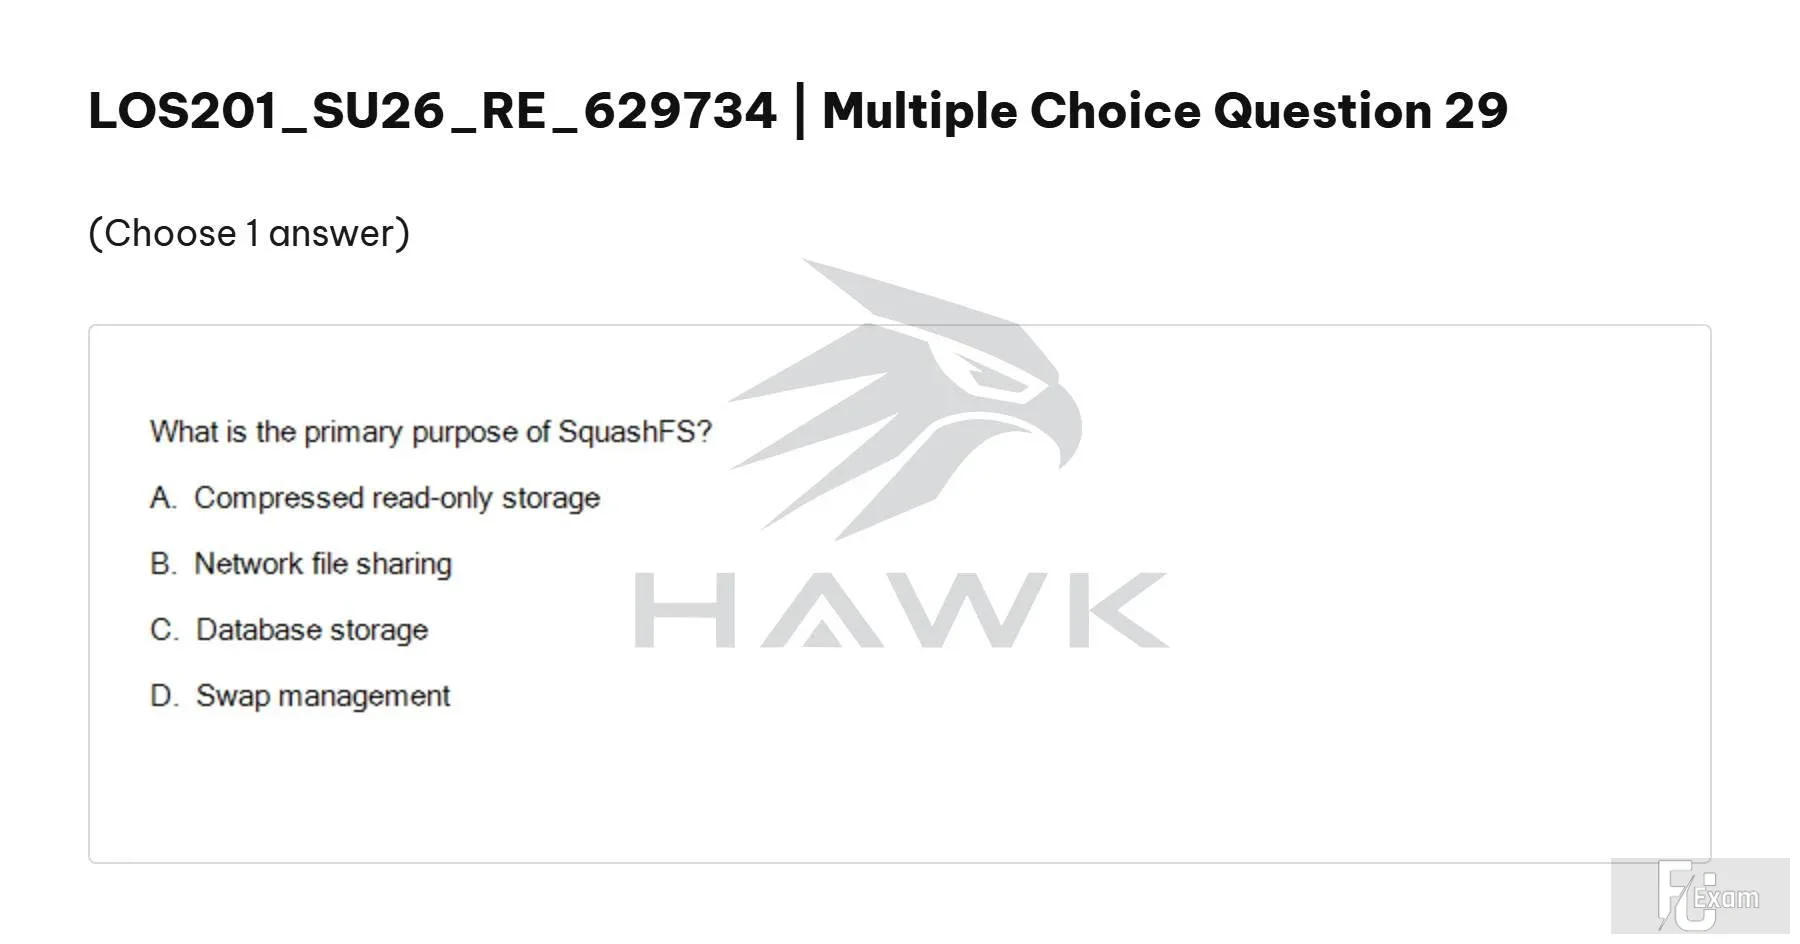 LOS201_SU26_RE_629734 | Multiple Choice Question 29
(Choose 1 answer)
What is the primary purpose of SquashFS?
A. Compressed read-only storage
B. Network file sharing
C. Database storage
D. Swap management
HAWK
FU Exam